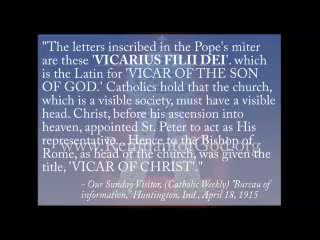 "The letters inscribed in the Pope's miter
are these 'VICARIUS FILII DEI'. which
is the Latin for 'VICAR OF THE SON
OF GOD.' Catholics hold that the church,
which is a visible society, must have a visible
head. Christ, before his ascension into
heaven, appointed St. Peter to act as His
representative... Hence to the Bishop of
Rome, as head of the church, was given the
title, 'VICAR OF CHRIST'."
www.RemnantofGod.org
- Our Sunday Visitor, (Catholic Weekly) "Bureau of
information," Huntington, Ind., April 18, 1915